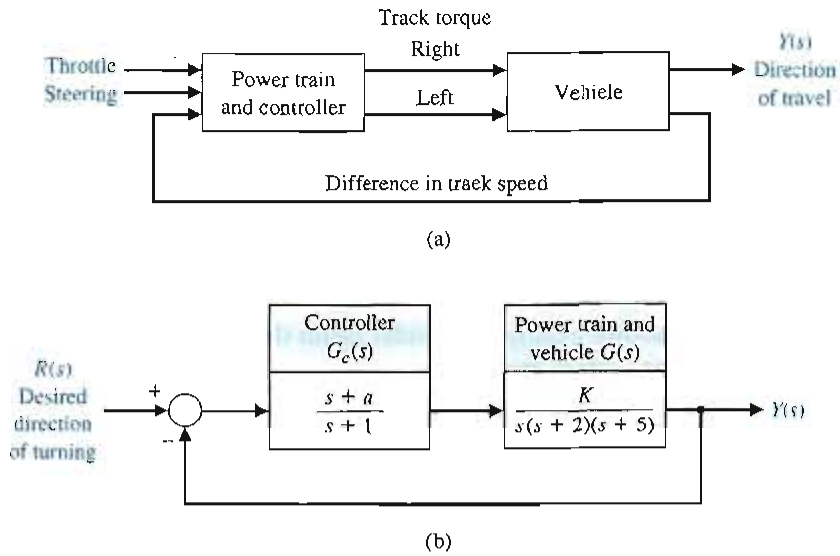 Track torque
Right
Throttle
Steering
Power train
and controller
Left
Vehiele
Y(s)
Direction
of travel
Difference in traek speed
(a)
Controller
G_c(s)
Power train and
vehicle G(s)
R(s)
Desired
direction
of turning
+
−
s + a
s + 1
K
s(s + 2)(s + 5)
Y(s)
(b)